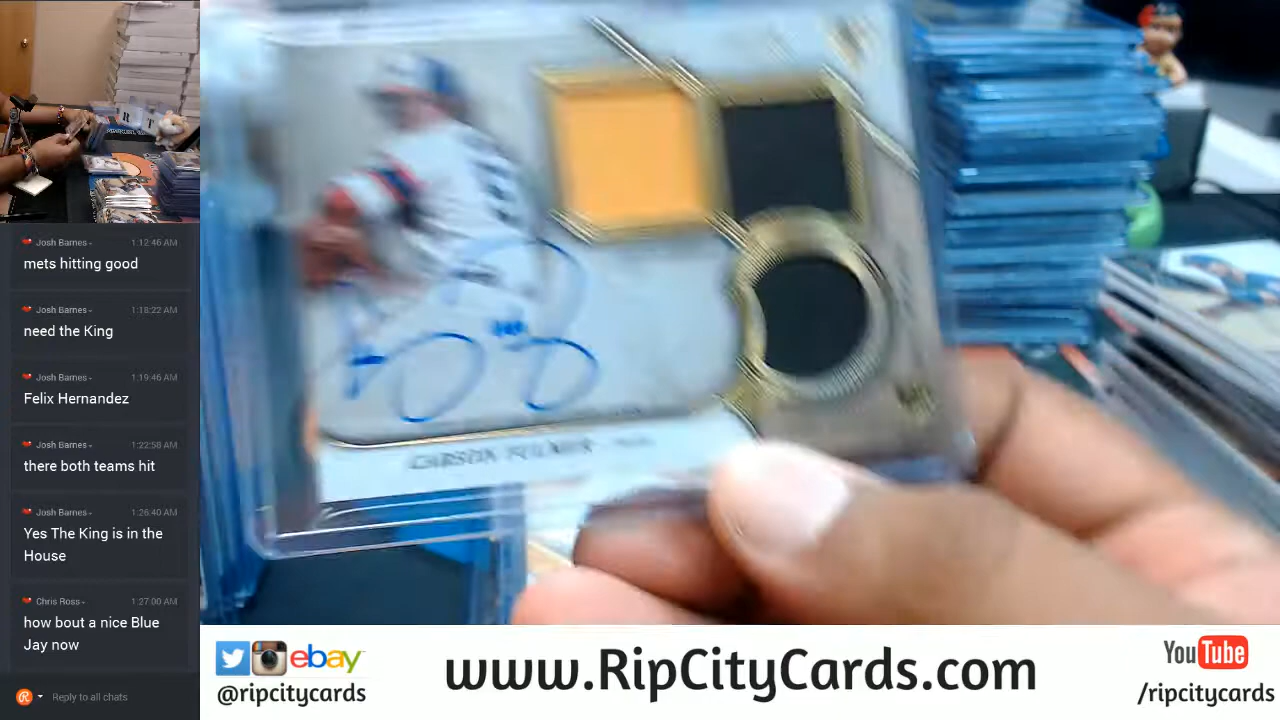 Josh Barnes - 1:12:46 AM
mets hitting good
Josh Barnes - 1:18:22 AM
need the King
Josh Barnes - 1:19:46 AM
Felix Hernandez
Josh Barnes - 1:22:58 AM
there both teams hit
Josh Barnes - 1:26:40 AM
Yes The King is in the
House
Chris Ross - 1:27:00 AM
how bout a nice Blue
Jay now
Reply to all chats
CARSON FULMER
ebay
@ripcitycards
www.RipCityCards.com
YouTube
/ripcitycards